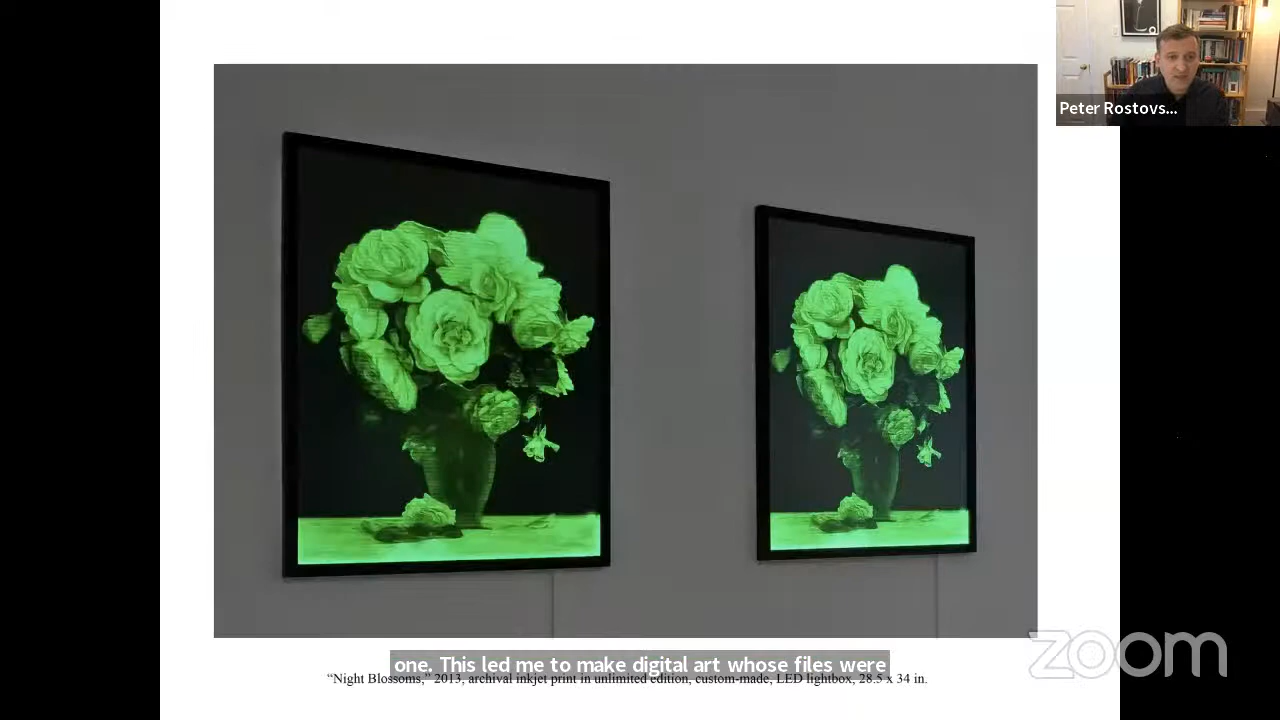 Peter Rostovs...
one. This led me to make digital art whose files were
“Night Blossoms,” 2013, archival inkjet print in unlimited edition, custom-made, LED lightbox, 28.5 x 34 in.
zoom